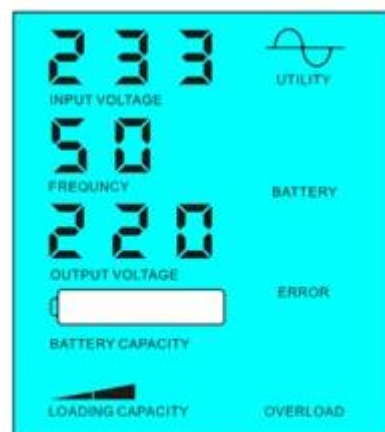 233
INPUT VOLTAGE
UTILITY
50
FREQUNCY
BATTERY
220
OUTPUT VOLTAGE
ERROR
BATTERY CAPACITY
LOADING CAPACITY
OVERLOAD